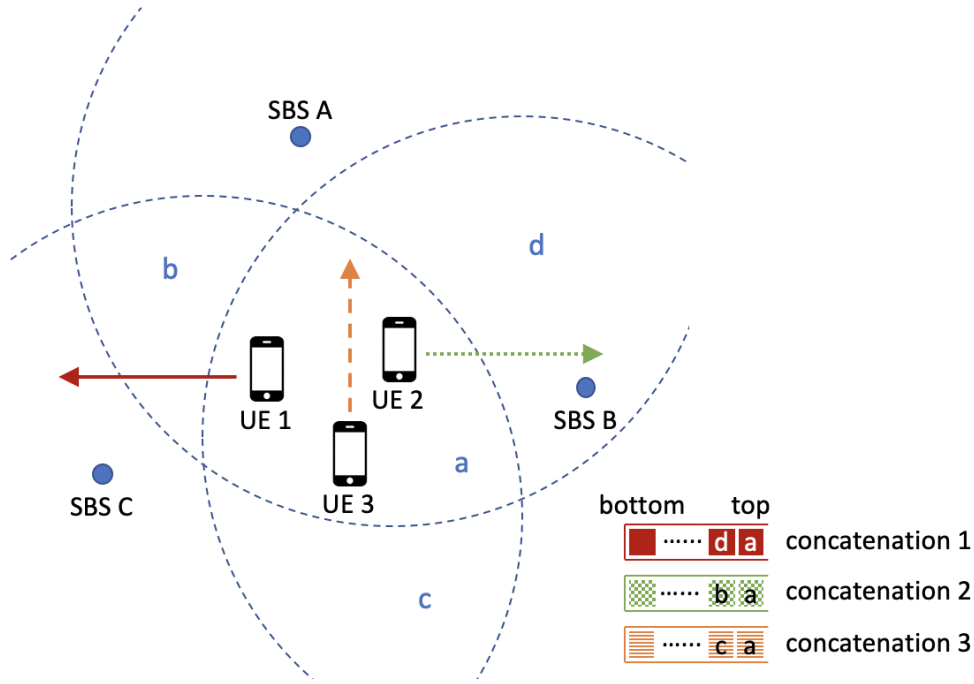 SBS A
d
b
UE 1
UE 2
SBS B
a
UE 3
SBS C
bottom top
...... d a concatenation 1
...... b a concatenation 2
c
...... c a concatenation 3